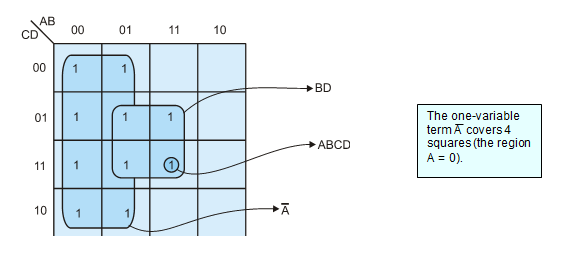 AB
CD 00 01 11 10
00 1 1
BD
01 1 1 1
ABCD
11 1 1 1
10 1 1 A̅
The one-variable
term A̅ covers 4
squares (the region
A = 0).